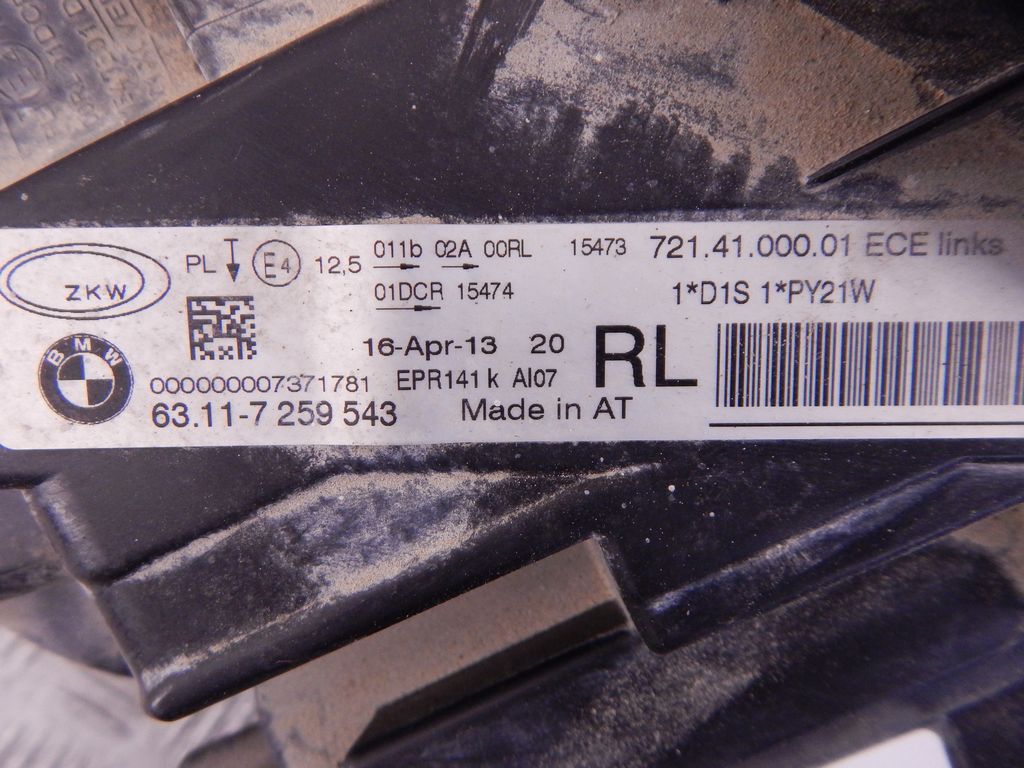 ZKW
PL E4 12,5 011b 02A 00RL 15473 721.41.000.01 ECE links
01DCR 15474 1*D1S 1*PY21W
BMW
16-Apr-13 20 RL
000000007371781 EPR141 k AI07
63.11-7 259 543 Made in AT